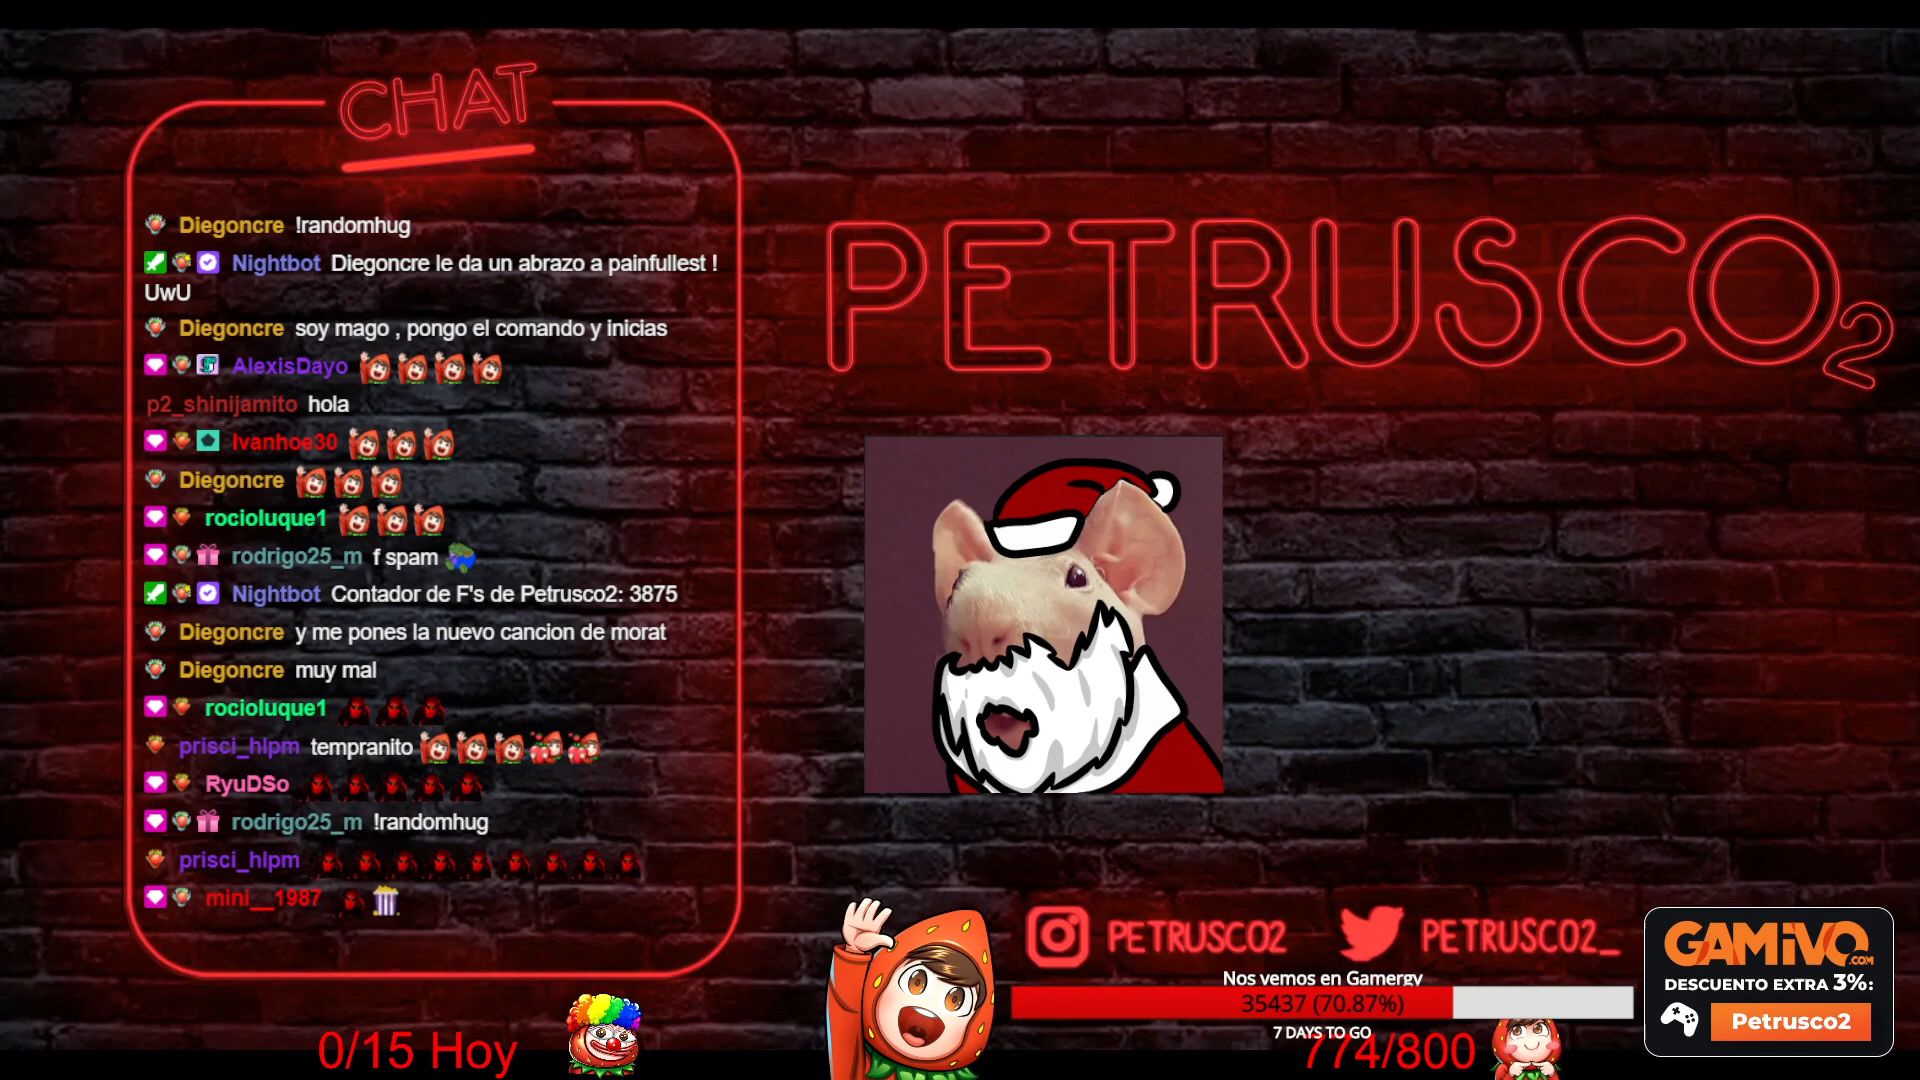 CHAT
Diegoncre !randomhug
Nightbot Diegoncre le da un abrazo a painfullest !
UwU
Diegoncre soy mago , pongo el comando y inicias
AlexisDayo
p2_shinijamito hola
Ivanhoe30
Diegoncre
rocioluque1
rodrigo25_m f spam
Nightbot Contador de F's de Petrusco2: 3875
Diegoncre y me pones la nuevo cancion de morat
Diegoncre muy mal
rocioluque1
prisci_hlpm tempranito
RyuDSo
rodrigo25_m !randomhug
prisci_hlpm
mini__1987
PETRUSCO2
PETRUSCO2
PETRUSCO2_
Nos vemos en Gamergy
35437 (70.87%)
7 DAYS TO GO
0/15 Hoy
774/800
GAMIVO.COM
DESCUENTO EXTRA 3%:
Petrusco2